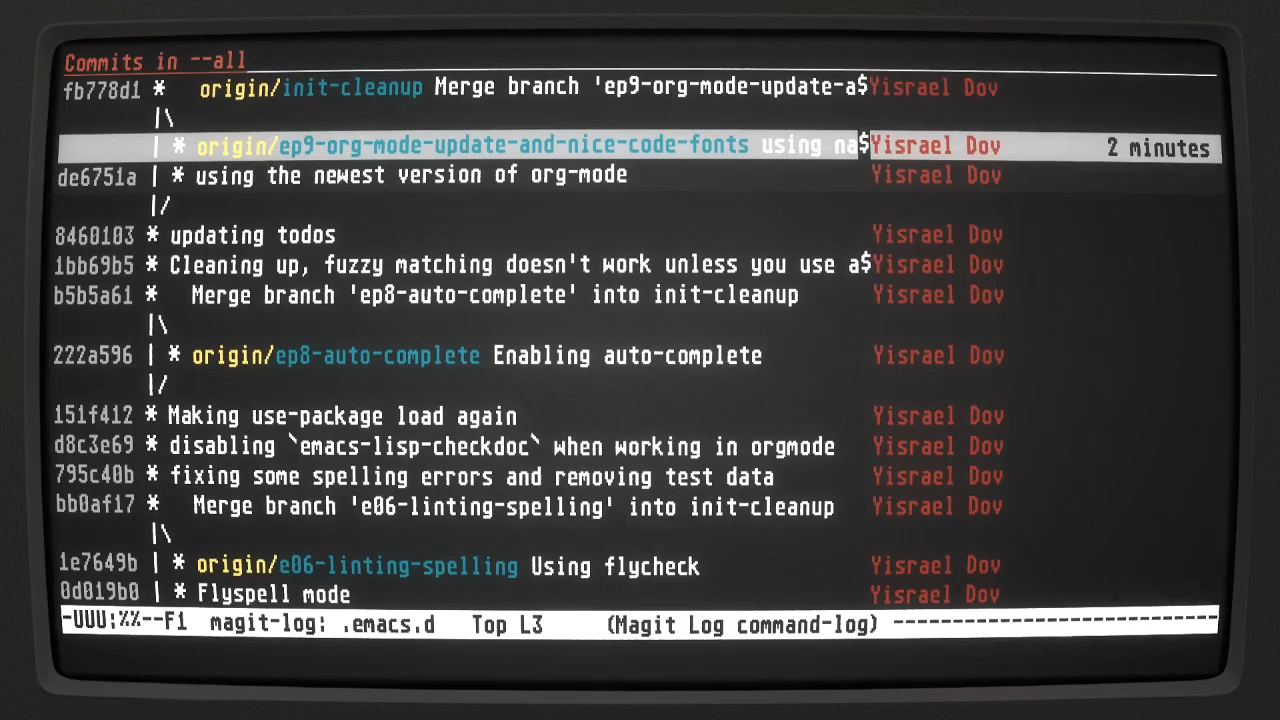 Commits in --all
fb778d1 *   origin/init-cleanup Merge branch 'ep9-org-mode-update-a$Yisrael Dov
|\
| * origin/ep9-org-mode-update-and-nice-code-fonts using na$Yisrael Dov 2 minutes
de6751a | * using the newest version of org-mode Yisrael Dov
|/
8460103 * updating todos Yisrael Dov
1bb69b5 * Cleaning up, fuzzy matching doesn't work unless you use a$Yisrael Dov
b5b5a61 *   Merge branch 'ep8-auto-complete' into init-cleanup Yisrael Dov
|\
222a596 | * origin/ep8-auto-complete Enabling auto-complete Yisrael Dov
|/
151f412 * Making use-package load again Yisrael Dov
d8c3e69 * disabling `emacs-lisp-checkdoc` when working in orgmode Yisrael Dov
795c40b * fixing some spelling errors and removing test data Yisrael Dov
bb0af17 *   Merge branch 'e06-linting-spelling' into init-cleanup Yisrael Dov
|\
1e7649b | * origin/e06-linting-spelling Using flycheck Yisrael Dov
0d019b0 | * Flyspell mode Yisrael Dov
-UUU:%%--F1  magit-log: .emacs.d   Top L3     (Magit Log command-log) ---------------------------